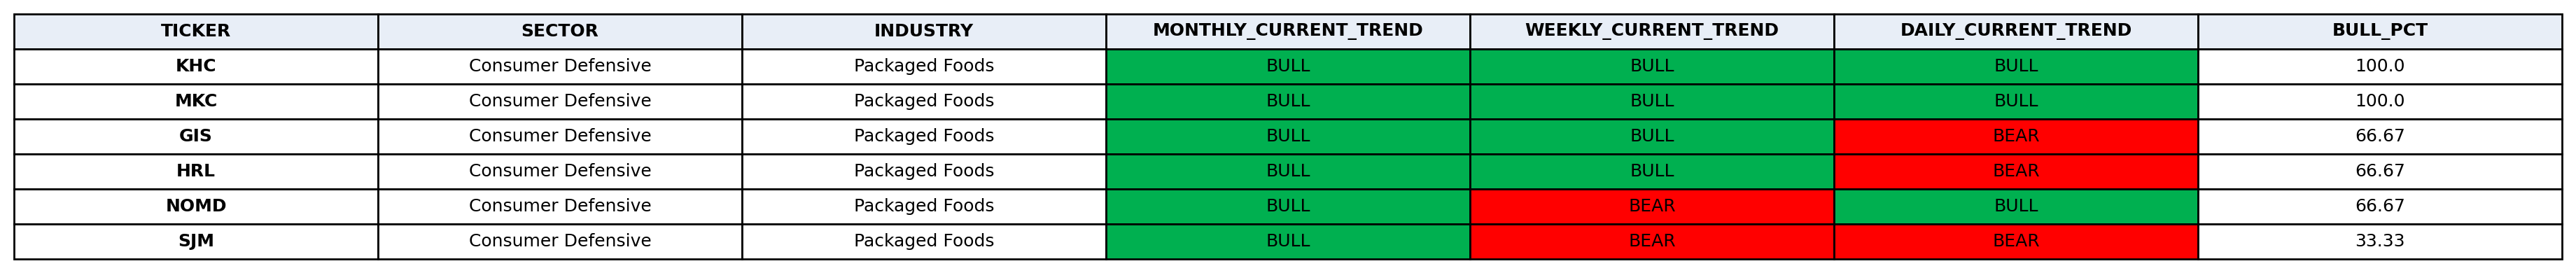 TICKER SECTOR INDUSTRY MONTHLY_CURRENT_TREND WEEKLY_CURRENT_TREND DAILY_CURRENT_TREND BULL_PCT
KHC Consumer Defensive Packaged Foods BULL BULL BULL 100.0
MKC Consumer Defensive Packaged Foods BULL BULL BULL 100.0
GIS Consumer Defensive Packaged Foods BULL BULL BEAR 66.67
HRL Consumer Defensive Packaged Foods BULL BULL BEAR 66.67
NOMD Consumer Defensive Packaged Foods BULL BEAR BULL 66.67
SJM Consumer Defensive Packaged Foods BULL BEAR BEAR 33.33